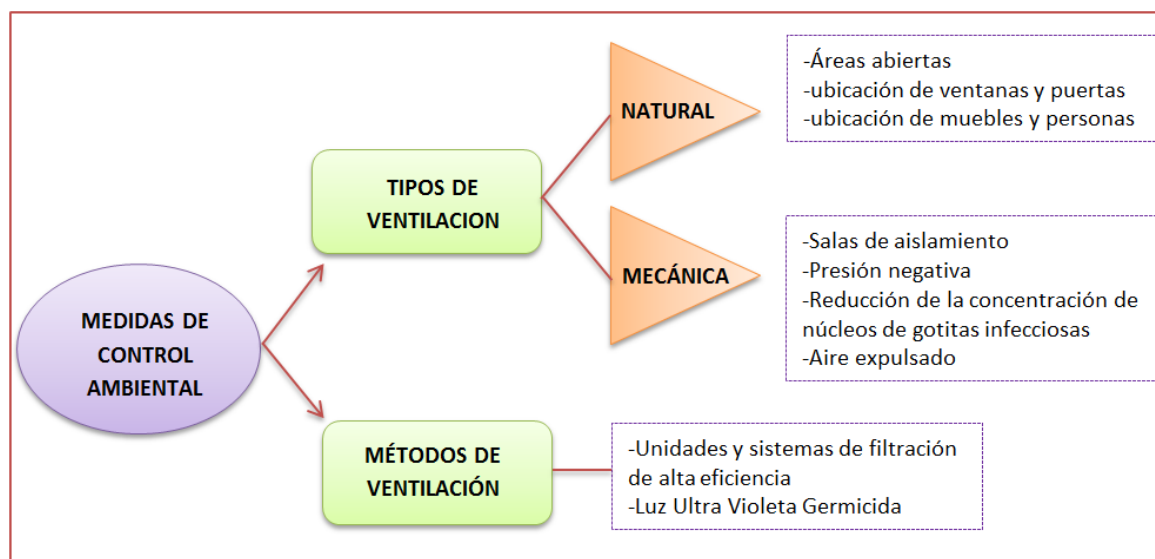 MEDIDAS DE
CONTROL
AMBIENTAL
TIPOS DE
VENTILACION
NATURAL
-Áreas abiertas
-ubicación de ventanas y puertas
-ubicación de muebles y personas
MECÁNICA
-Salas de aislamiento
-Presión negativa
-Reducción de la concentración de
núcleos de gotitas infecciosas
-Aire expulsado
MÉTODOS DE
VENTILACIÓN
-Unidades y sistemas de filtración
de alta eficiencia
-Luz Ultra Violeta Germicida